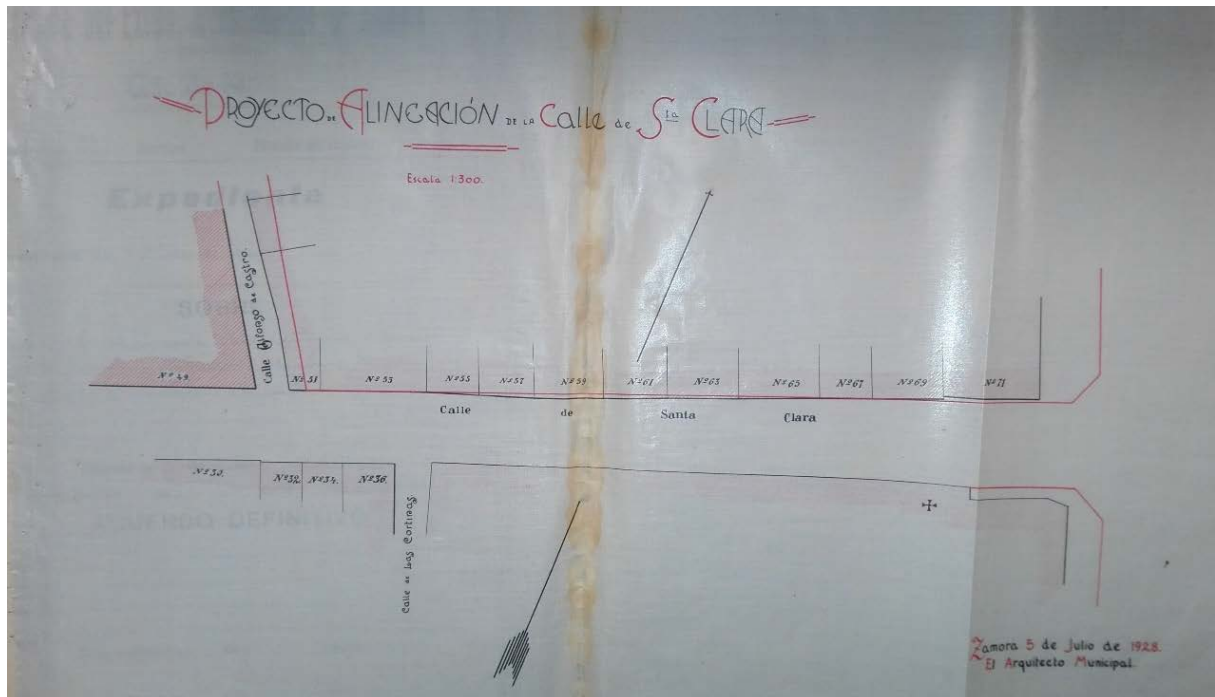 PROYECTO DE ALINEACIÓN DE LA Calle de Sta CLARA
Escala 1:300.
Calle Alfonso de Castro.
Nº 49. Nº 51 Nº 53 Nº 55 Nº 57 Nº 59 Nº 61 Nº 63 Nº 65 Nº 67 Nº 69 Nº 71
Calle de Santa Clara
Nº 32. Nº 34. Nº 36.
Calle de las Cortinas.
Zamora 5 de Julio de 1928.
El Arquitecto Municipal.
Expediente